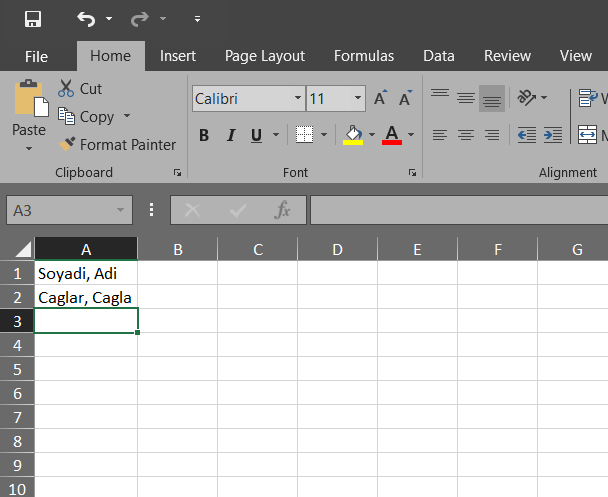 File Home Insert Page Layout Formulas Data Review View
Paste
Cut
Copy
Format Painter
Calibri 11
B I U A
Clipboard Font Alignment
A3 fx
A B C D E F G
1 Soyadi, Adi
2 Caglar, Cagla
3
4
5
6
7
8
9
10